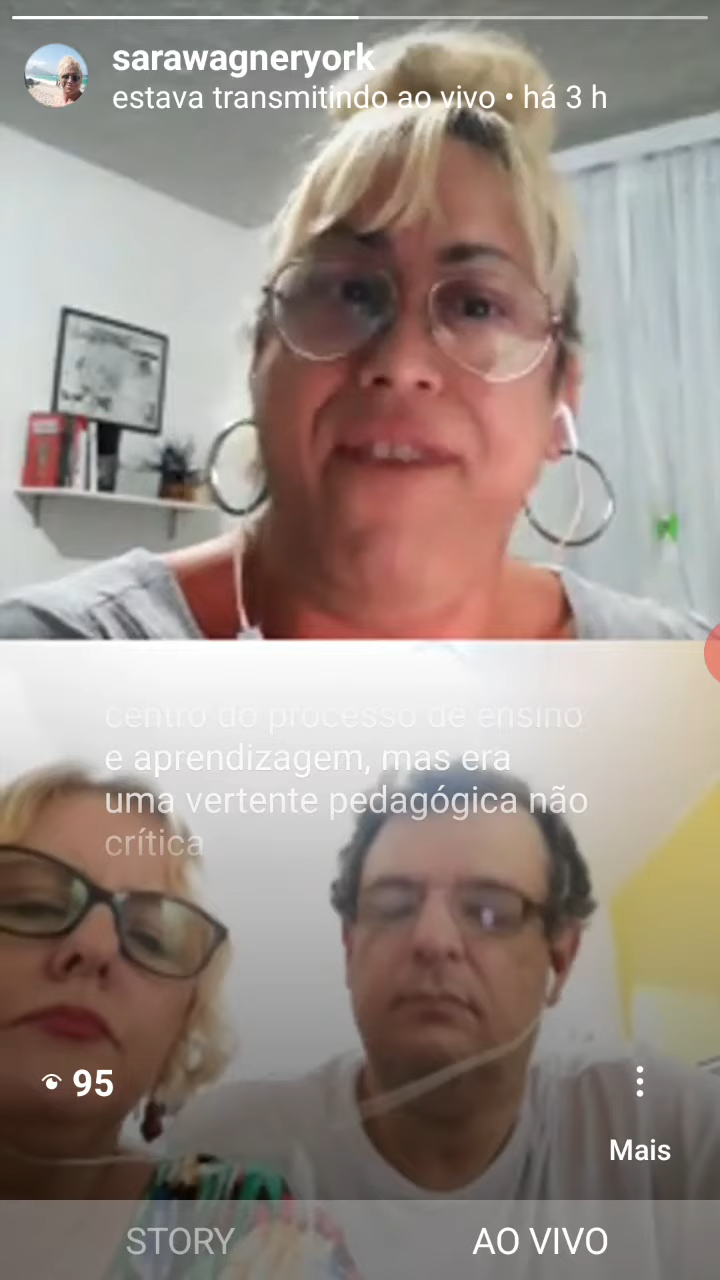 sarawagneryork
estava transmitindo ao vivo • há 3 h
centro do processo de ensino
e aprendizagem, mas era
uma vertente pedagógica não
crítica
95
Mais
STORY
AO VIVO